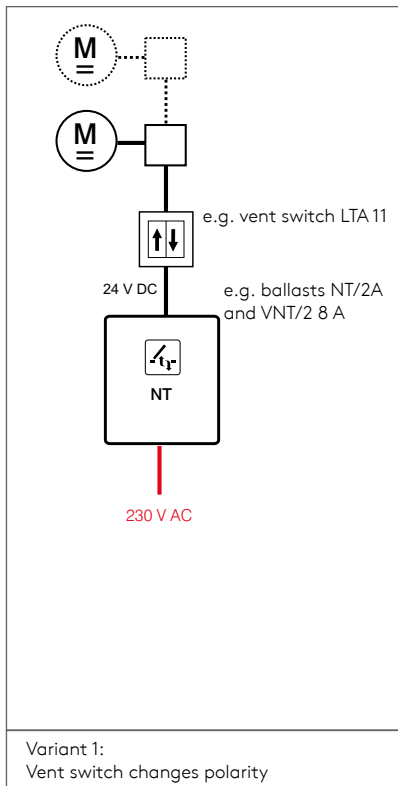 M
M
e.g. vent switch LTA 11
24 V DC
e.g. ballasts NT/2A
and VNT/2 8 A
NT
230 V AC
Variant 1:
Vent switch changes polarity